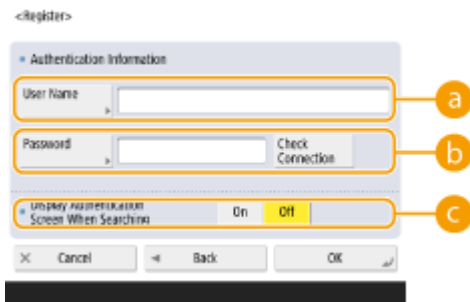 <Register>
Authentication Information
User Name
a
Password
Check
Connection
b
Display Authentication
Screen When Searching
On
Off
c
Cancel
Back
OK